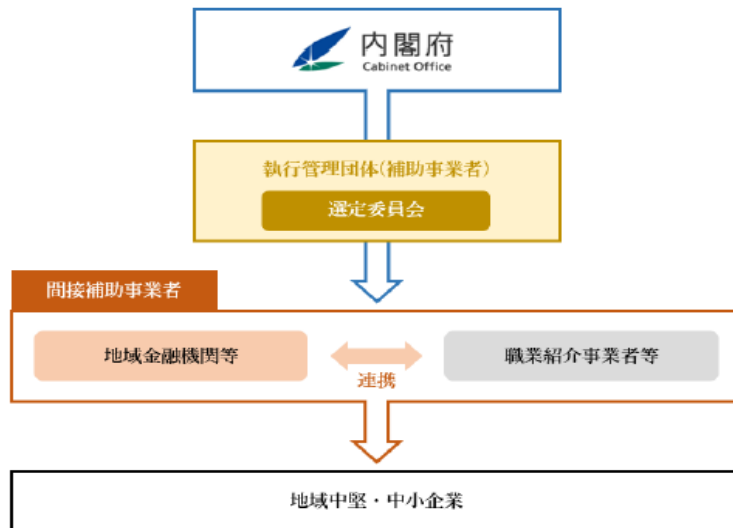 内閣府
Cabinet Office
執行管理団体(補助事業者)
選定委員会
間接補助事業者
地域金融機関等
連携
職業紹介事業者等
地域中堅・中小企業